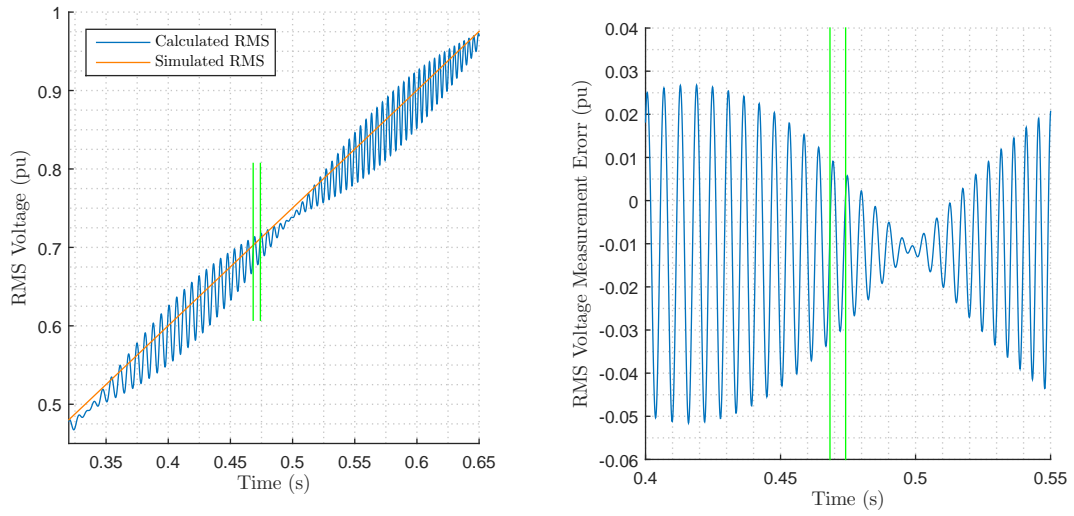 1
0.9
0.8
0.7
0.6
0.5
RMS Voltage (pu)
Calculated RMS
Simulated RMS
0.35 0.4 0.45 0.5 0.55 0.6 0.65
Time (s)
0.04
0.03
0.02
0.01
0
-0.01
-0.02
-0.03
-0.04
-0.05
-0.06
RMS Voltage Measurement Erorr (pu)
0.4 0.45 0.5 0.55
Time (s)